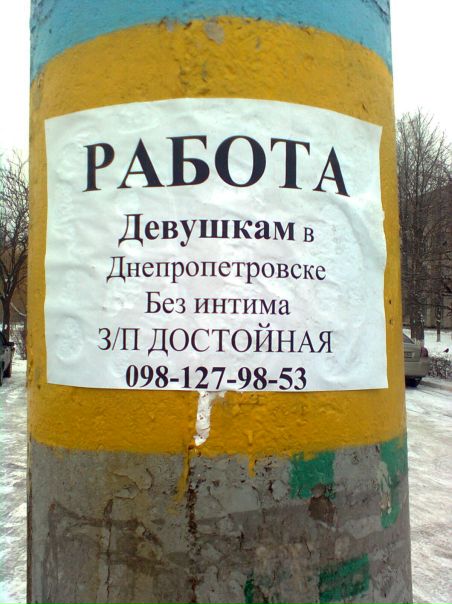 РАБОТА
Девушкам в
Днепропетровске
Без интима
З/П ДОСТОЙНАЯ
098-127-98-53